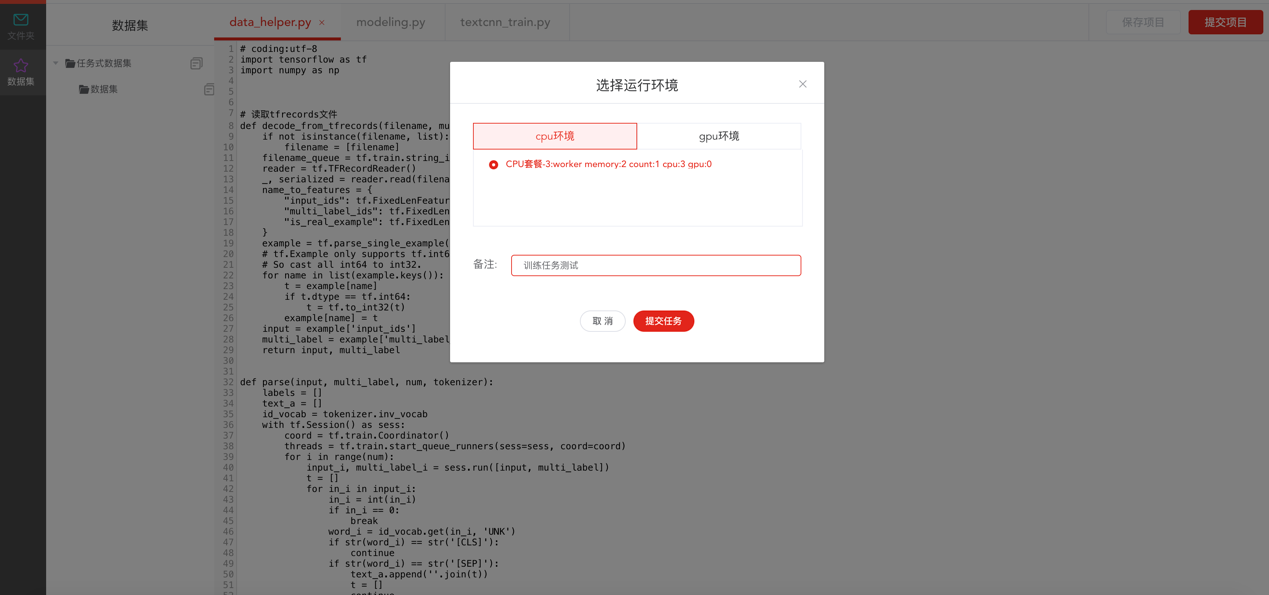 文件夹
数据集
数据集
任务式数据集
数据集
data_helper.py ×
modeling.py
textcnn_train.py
保存项目
提交项目
1 # coding:utf-8
2 import tensorflow as tf
3 import numpy as np
4
5
6
7 # 读取tfrecords文件
8 def decode_from_tfrecords(filename, mu
9 if not isinstance(filename, list):
10 filename = [filename]
11 filename_queue = tf.train.string_i
12 reader = tf.TFRecordReader()
13 _, serialized = reader.read(filena
14 name_to_features = {
15 "input_ids": tf.FixedLenFeatur
16 "multi_label_ids": tf.FixedLen
17 "is_real_example": tf.FixedLen
18 }
19 example = tf.parse_single_example(
20 # tf.Example only supports tf.int6
21 # So cast all int64 to int32.
22 for name in list(example.keys()):
23 t = example[name]
24 if t.dtype == tf.int64:
25 t = tf.to_int32(t)
26 example[name] = t
27 input = example['input_ids']
28 multi_label = example['multi_label
29 return input, multi_label
30
31
32 def parse(input, multi_label, num, tokenizer):
33 labels = []
34 text_a = []
35 id_vocab = tokenizer.inv_vocab
36 with tf.Session() as sess:
37 coord = tf.train.Coordinator()
38 threads = tf.train.start_queue_runners(sess=sess, coord=coord)
39 for i in range(num):
40 input_i, multi_label_i = sess.run([input, multi_label])
41 t = []
42 for in_i in input_i:
43 in_i = int(in_i)
44 if in_i == 0:
45 break
46 word_i = id_vocab.get(in_i, 'UNK')
47 if str(word_i) == str('[CLS]'):
48 continue
49 if str(word_i) == str('[SEP]'):
50 text_a.append(''.join(t))
51 t = []
52 continue
选择运行环境
cpu环境
gpu环境
CPU套餐-3:worker memory:2 count:1 cpu:3 gpu:0
备注:
训练任务测试
取 消
提交任务